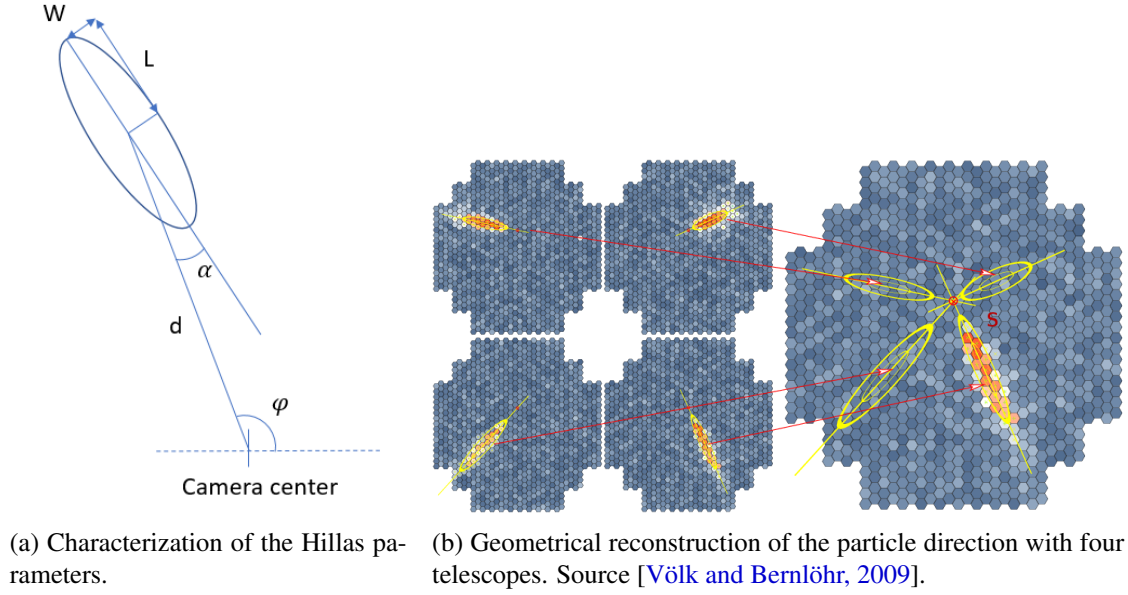 W
L
α
d
φ
Camera center
S
(a) Characterization of the Hillas pa-
rameters.
(b) Geometrical reconstruction of the particle direction with four
telescopes. Source [Völk and Bernlöhr, 2009].